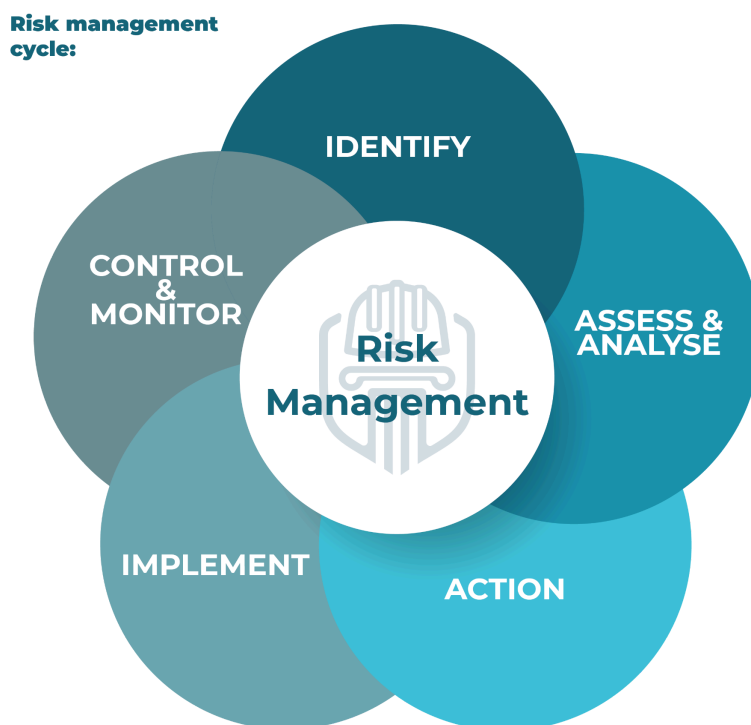 Risk management
cycle:
IDENTIFY
ASSESS &
ANALYSE
ACTION
IMPLEMENT
CONTROL
&
MONITOR
Risk
Management